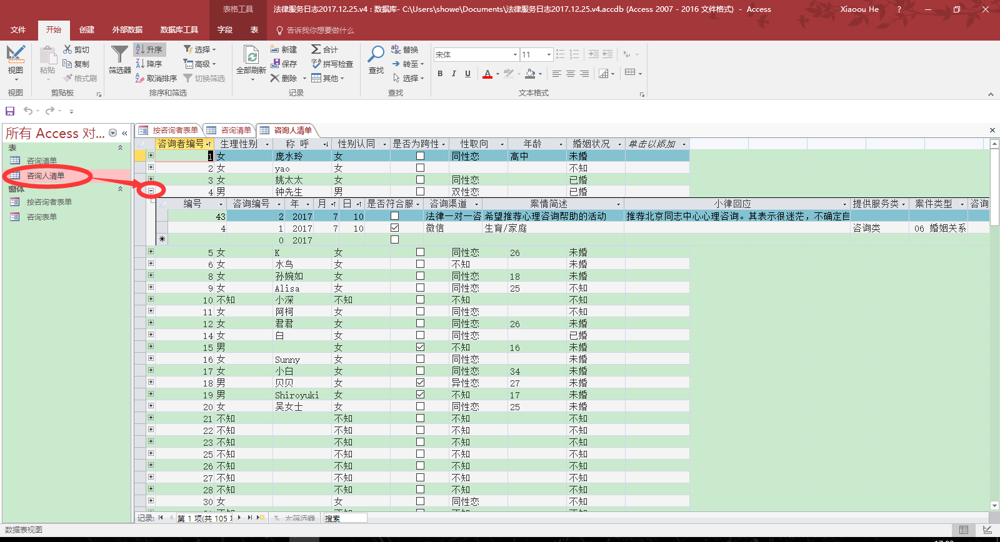 表格工具
法律服务日志2017.12.25.v4 : 数据库- C:\Users\showe\Documents\法律服务日志2017.12.25.v4.accdb (Access 2007 - 2016 文件格式) - Access
Xiaoou He
?
文件 开始 创建 外部数据 数据库工具 字段 表 告诉我你想要做什么
剪切 升序 选择 新建 合计 替换
复制 降序 高级 保存 拼写检查 转至
视图 粘贴 格式刷 筛选器 取消排序 切换筛选 全部刷新 删除 其他 查找 选择
宋体 11
B I U A
视图 剪贴板 排序和筛选 记录 查找 文本格式
所有 Access 对...
表
咨询清单
咨询人清单
窗体
按咨询者表单
咨询表单
按咨询者表单 咨询清单 咨询人清单
咨询者编号 生理性别 称 呼 性别认同 是否为跨性 性取向 年龄 婚姻状况 单击以添加
1 女 庞水玲 女 同性恋 高中 未婚
2 女 yao 女 不知
3 女 姚太太 女 同性恋 已婚
4 男 钟先生 男 双性恋 已婚
编号 咨询编号 年 月 日 是否符合服 咨询渠道 案情简述 小律回应 提供服务类 案件类型 咨询
43 2 2017 7 10 法律一对一咨 希望推荐心理咨询帮助的活动 推荐北京同志中心心理咨询。其表示很迷茫，不确定自
4 1 2017 7 10 微信 生育/家庭 咨询类 06 婚姻关系
* 0 2017
5 女 K 女 同性恋 26 未婚
6 女 水鸟 女 不知 未婚
8 女 孙婉如 女 同性恋 18 未婚
9 女 Alisa 女 同性恋 25 不知
10 不知 小深 不知 不知 不知
11 女 阿柯 女 同性恋 不知
12 女 君君 女 同性恋 26 未婚
14 女 白 女 同性恋 已婚
15 男 女 不知 16 未婚
16 女 Sunny 女 同性恋 未婚
17 女 小白 女 同性恋 34 未婚
18 男 贝贝 女 异性恋 27 未婚
19 男 Shiroyuki 女 不知 17 未婚
20 女 吴女士 女 同性恋 25 未婚
21 不知 不知 不知 不知
22 不知 不知 不知 不知
23 不知 不知 不知 不知
25 不知 不知 不知 不知
26 不知 不知 不知 不知
27 不知 不知 不知 不知
28 不知 不知 不知 不知
30 女 女 同性恋 不知
记录: 第 1 项(共 105 无筛选器 搜索
数据表视图